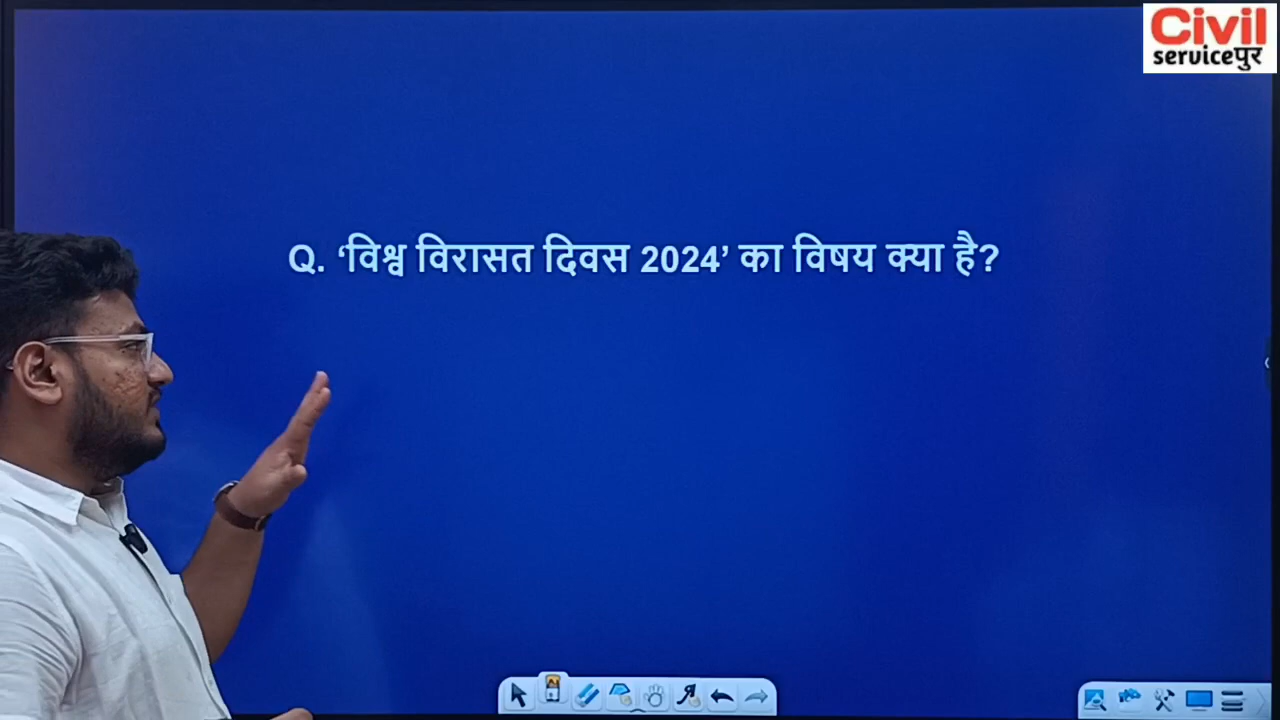 Civil
serviceपुर
Q. ‘विश्व विरासत दिवस 2024’ का विषय क्या है?